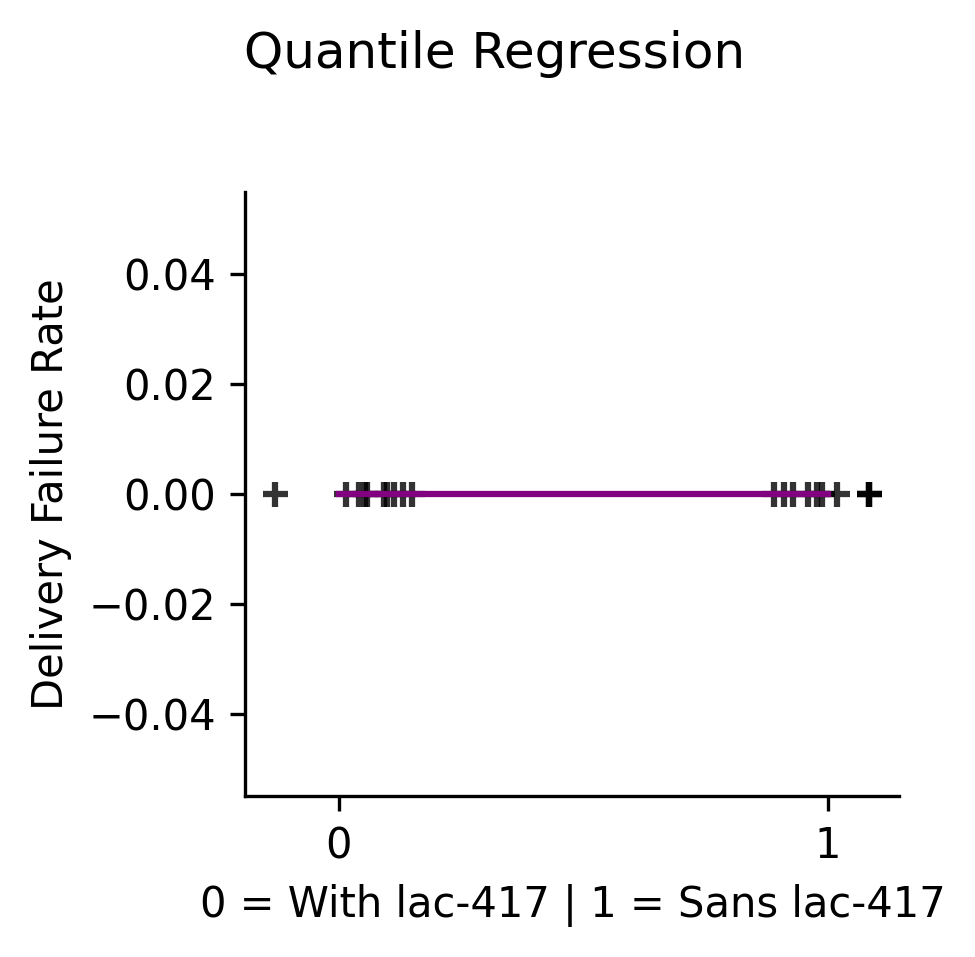 Quantile Regression
Delivery Failure Rate
0.04
0.02
0.00
−0.02
−0.04
0
1
0 = With lac-417 | 1 = Sans lac-417